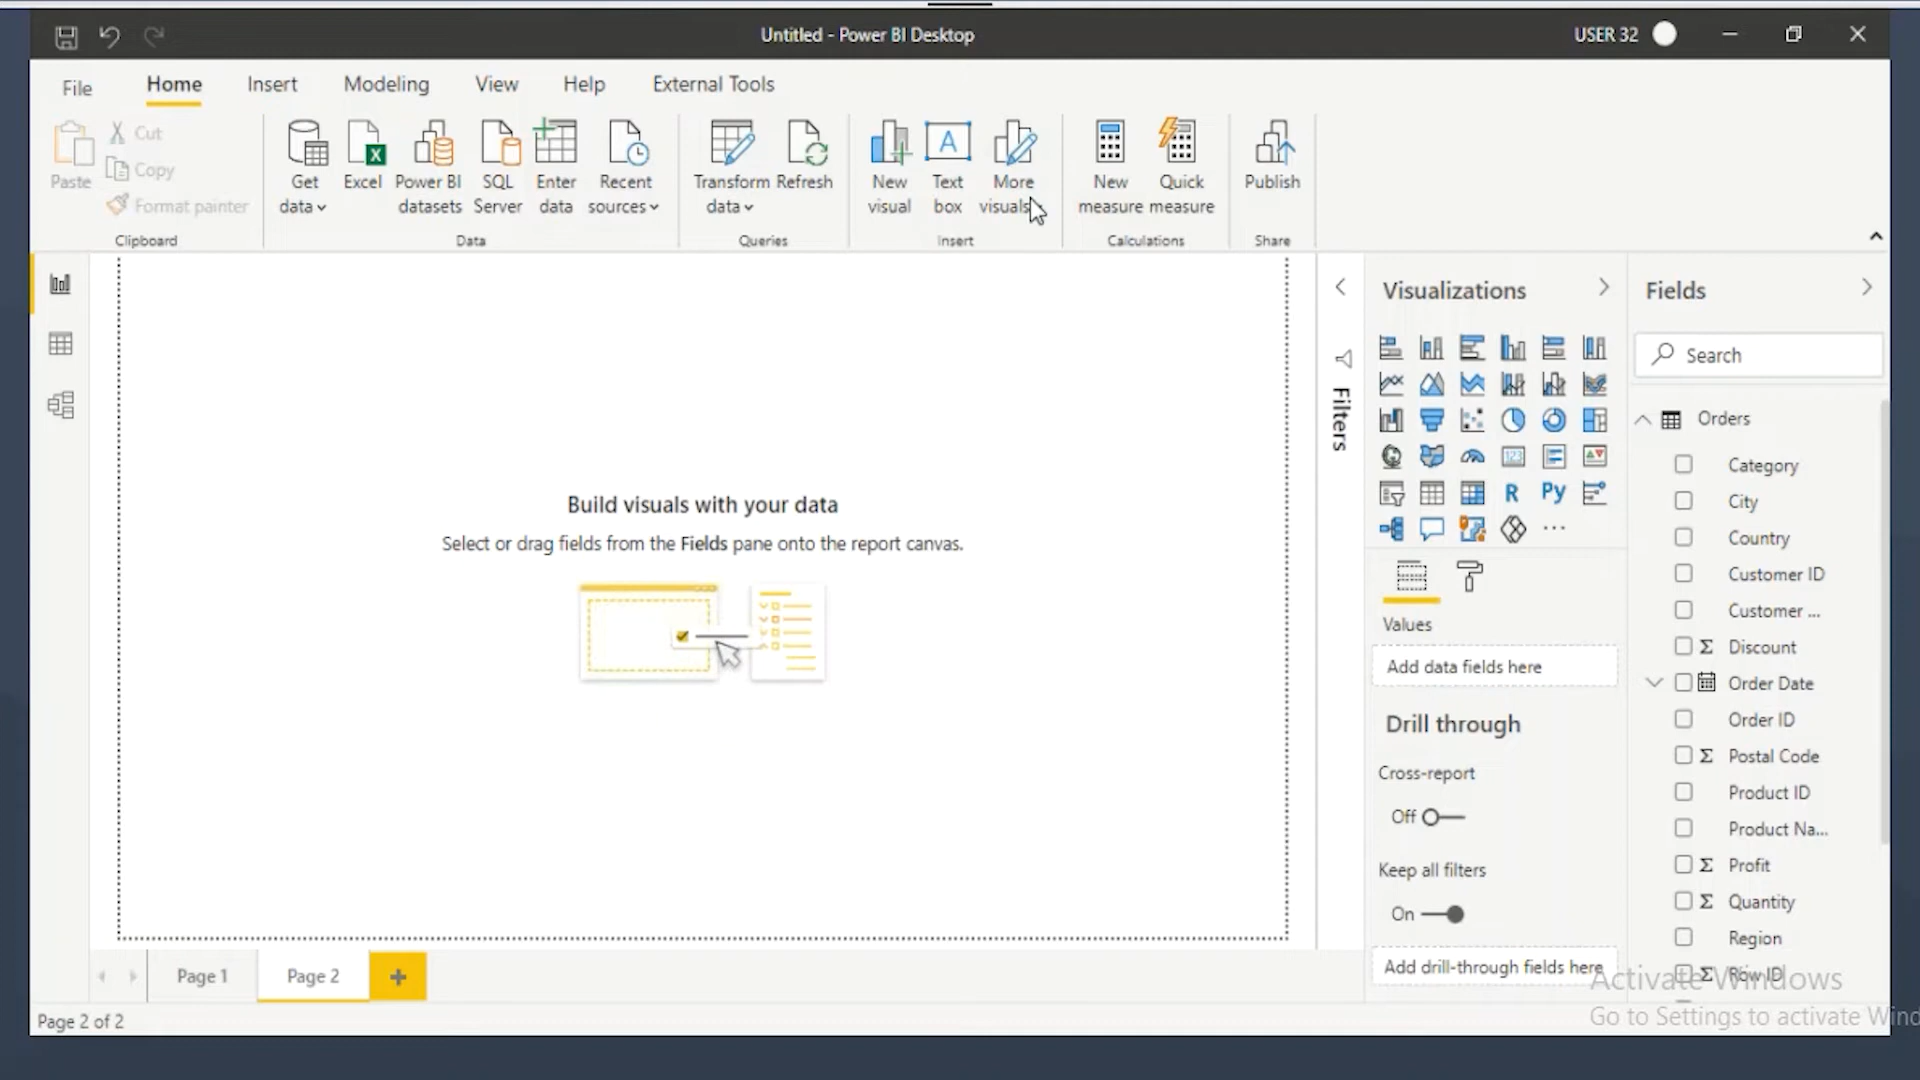 Untitled - Power BI Desktop
USER 32
File
Home
Insert
Modeling
View
Help
External Tools
Paste
Cut
Copy
Format painter
Clipboard
Get data
Excel
Power BI datasets
SQL Server
Enter data
Recent sources
Data
Transform data
Refresh
Queries
New visual
A
Text box
More visuals
Insert
New measure
Quick measure
Calculations
Publish
Share
Build visuals with your data
Select or drag fields from the Fields pane onto the report canvas.
Filters
Visualizations
123
R
Py
Values
Add data fields here
Drill through
Cross-report
Off
Keep all filters
On
Add drill-through fields here
Fields
Search
Orders
Category
City
Country
Customer ID
Customer ...
Σ Discount
Order Date
Order ID
Σ Postal Code
Product ID
Product Na...
Σ Profit
Σ Quantity
Region
Σ Row ID
Activate Windows
Go to Settings to activate Wind
Page 1
Page 2
+
Page 2 of 2